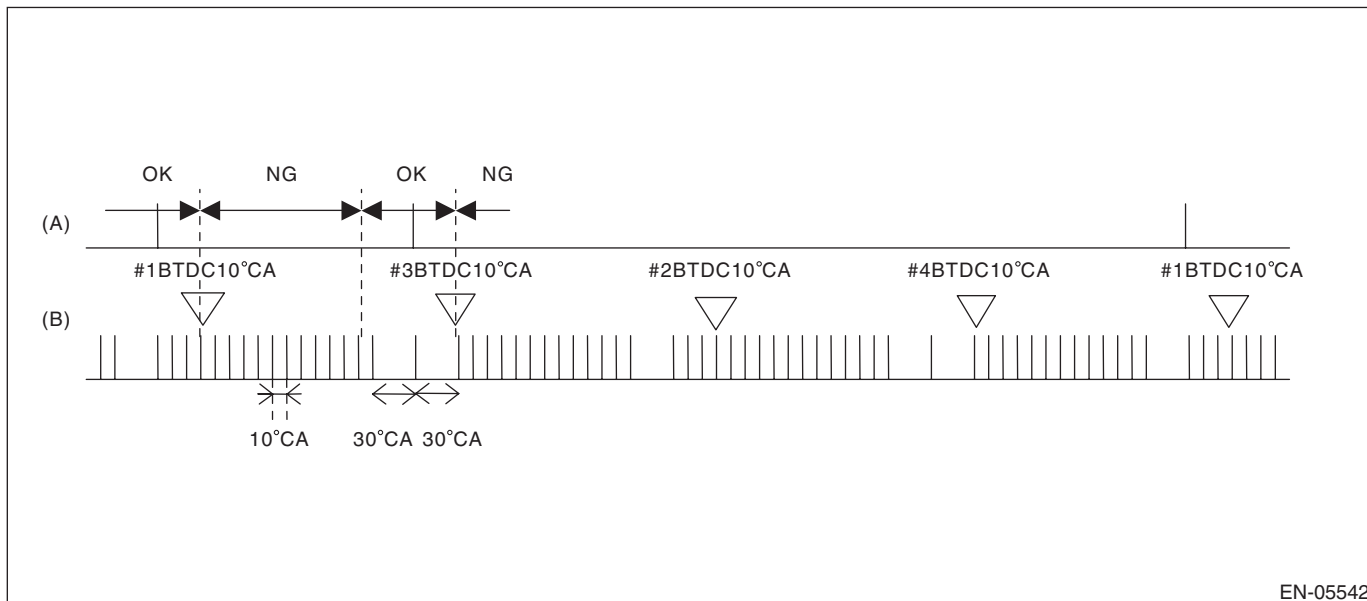 OK NG OK NG
(A)
#1BTDC10°CA #3BTDC10°CA #2BTDC10°CA #4BTDC10°CA #1BTDC10°CA
(B)
10°CA 30°CA 30°CA
EN-05542